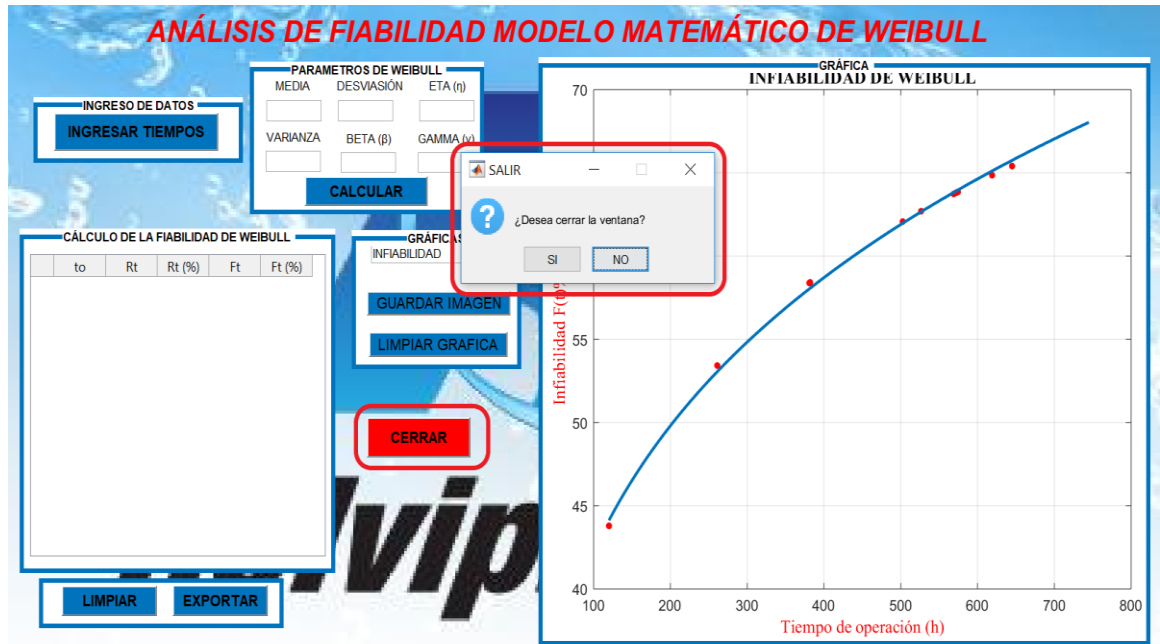 ANÁLISIS DE FIABILIDAD MODELO MATEMÁTICO DE WEIBULL
INGRESO DE DATOS
INGRESAR TIEMPOS
PARAMETROS DE WEIBULL
MEDIA DESVIASIÓN ETA (η)
VARIANZA BETA (β) GAMMA (γ)
CALCULAR
SALIR
¿Desea cerrar la ventana?
SI NO
CÁLCULO DE LA FIABILIDAD DE WEIBULL
to Rt Rt (%) Ft Ft (%)
GRÁFICAS
INFIABILIDAD
GUARDAR IMAGEN
LIMPIAR GRAFICA
CERRAR
LIMPIAR EXPORTAR
GRÁFICA
INFIABILIDAD DE WEIBULL
70
55
50
45
40
Infiabilidad F(t)
100 200 300 400 500 600 700 800
Tiempo de operación (h)